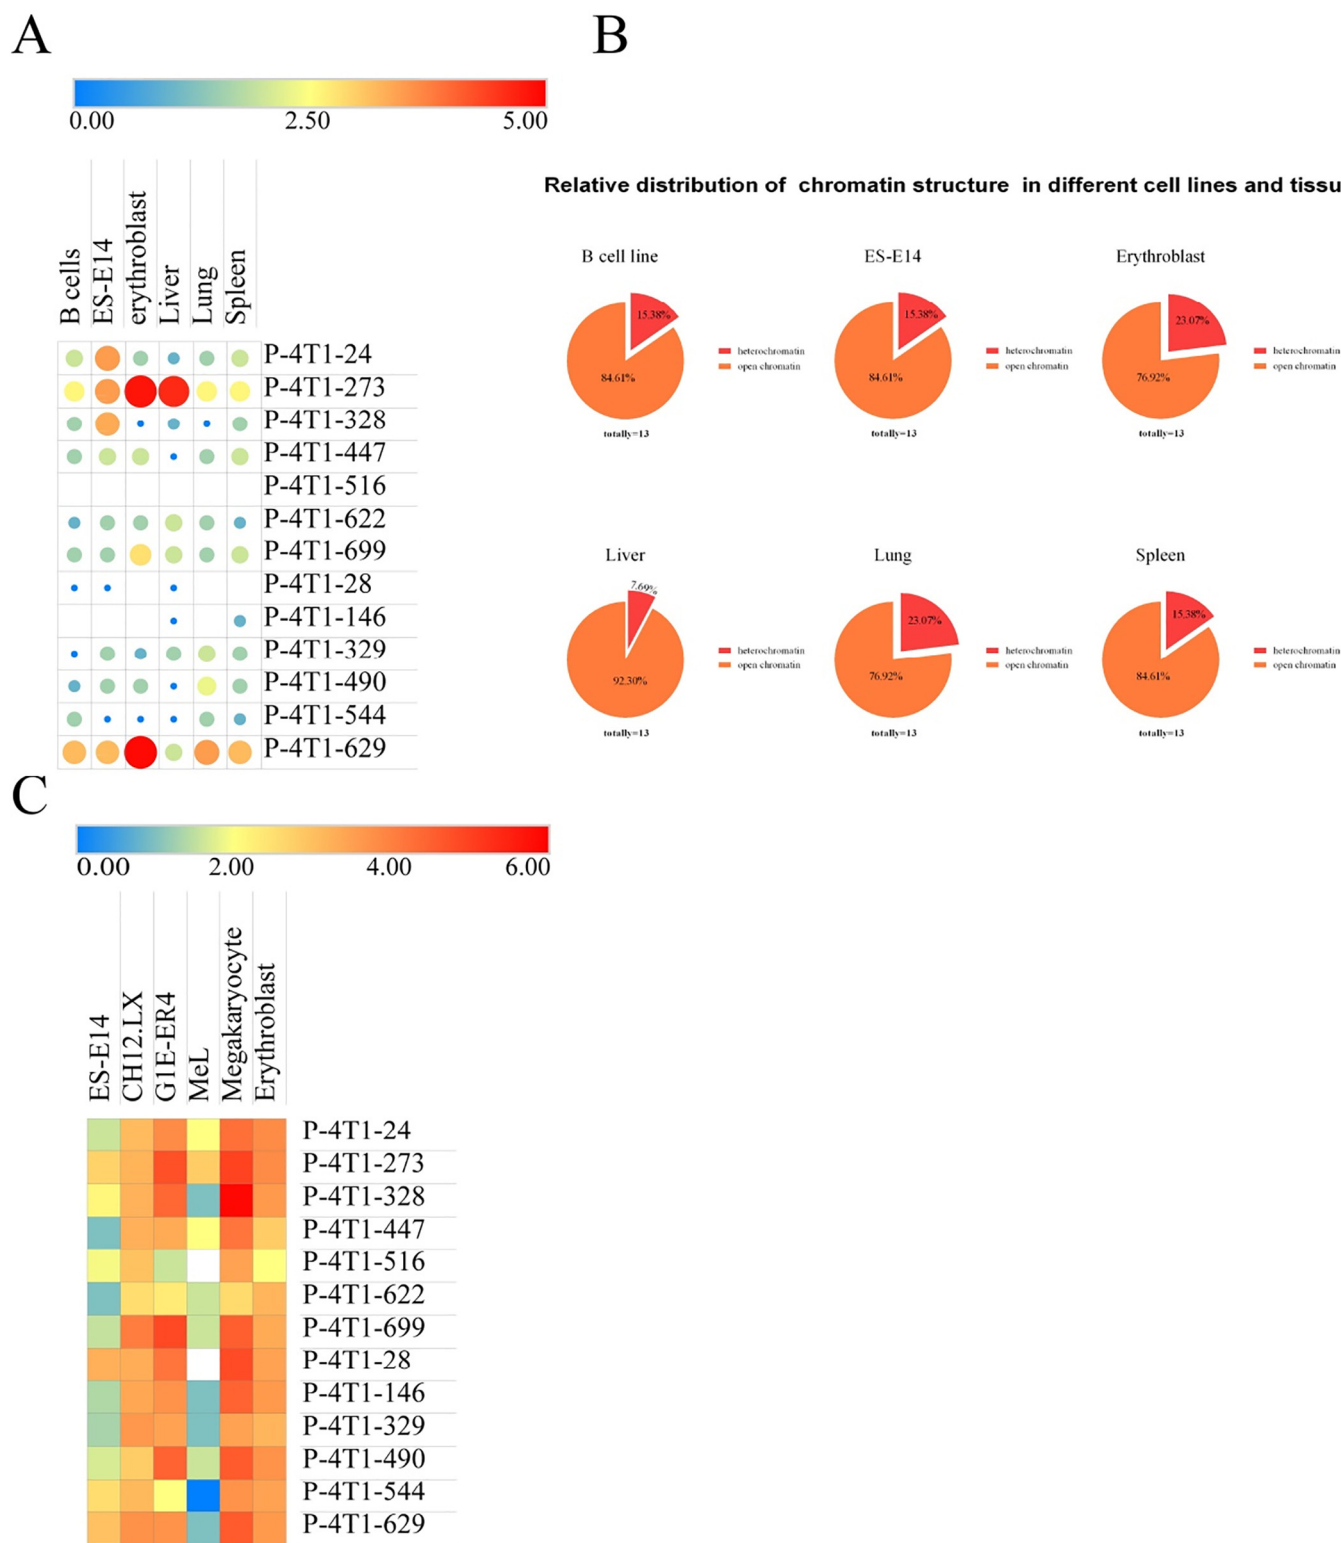 A
B
0.00 2.50 5.00
B cells
ES-E14
erythroblast
Liver
Lung
Spleen
P-4T1-24
P-4T1-273
P-4T1-328
P-4T1-447
P-4T1-516
P-4T1-622
P-4T1-699
P-4T1-28
P-4T1-146
P-4T1-329
P-4T1-490
P-4T1-544
P-4T1-629
Relative distribution of chromatin structure in different cell lines and tissu
B cell line
15.38%
84.61%
heterochromatin
open chromatin
totally=13
ES-E14
15.38%
84.61%
heterochromatin
open chromatin
totally=13
Erythroblast
23.07%
76.92%
heterochromatin
open chromatin
totally=13
Liver
7.69%
92.30%
heterochromatin
open chromatin
totally=13
Lung
23.07%
76.92%
heterochromatin
open chromatin
totally=13
Spleen
15.38%
84.61%
heterochromatin
open chromatin
totally=13
C
0.00 2.00 4.00 6.00
ES-E14
CH12.LX
G1E-ER4
MeL
Megakaryocyte
Erythroblast
P-4T1-24
P-4T1-273
P-4T1-328
P-4T1-447
P-4T1-516
P-4T1-622
P-4T1-699
P-4T1-28
P-4T1-146
P-4T1-329
P-4T1-490
P-4T1-544
P-4T1-629